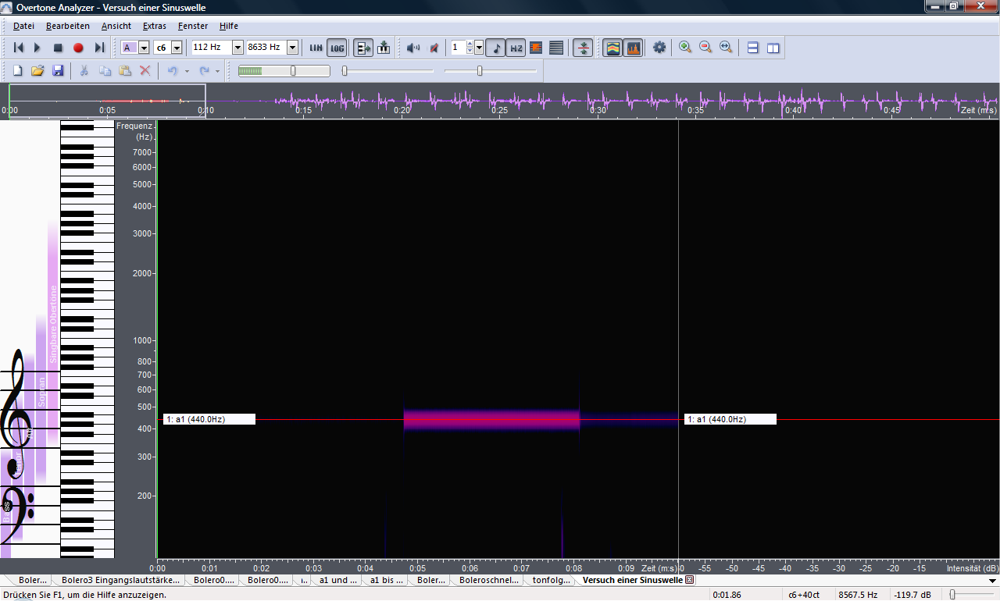 Overtone Analyzer - Versuch einer Sinuswelle
Datei Bearbeiten Ansicht Extras Fenster Hilfe
A c6 112 Hz 8633 Hz LIN LOG 1 HZ
0:00 0:05 0:10 0:15 0:20 0:25 0:30 0:35 0:40 0:45 Zeit (m:s)
Frequenz
(Hz)
7000
6000
5000
4000
3000
2000
1000
800
700
600
500
400
300
200
Singbare Obertöne
Sopran
Alt
Tenor
Bass
1: a1 (440.0Hz) 1: a1 (440.0Hz)
0:00 0:01 0:02 0:03 0:04 0:05 0:06 0:07 0:08 0:09 Zeit (m:s) -55 -50 -45 -40 -35 -30 -25 -20 -15 Intensität (dB)
Boler... Bolero3 Eingangslautstärke... Bolero0.... Bolero0.... a1 und ... a1 bis ... Boler... Boleroschnel... tonfolg... Versuch einer Sinuswelle
Drücken Sie F1, um die Hilfe anzuzeigen. 0:01.86 c6+40ct 8567.5 Hz -119.7 dB